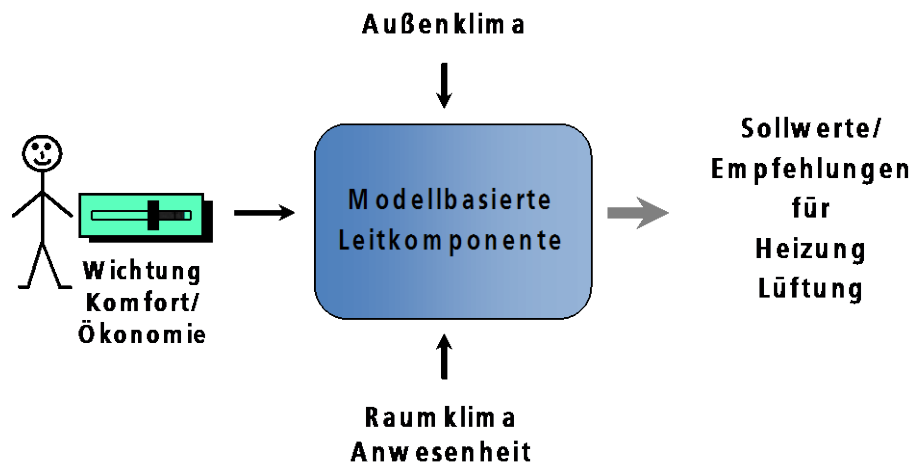 Außenklima
Modellbasierte
Leitkomponente
Wichtung
Komfort/
Ökonomie
Sollwerte/
Empfehlungen
für
Heizung
Lüftung
Raumklima
Anwesenheit